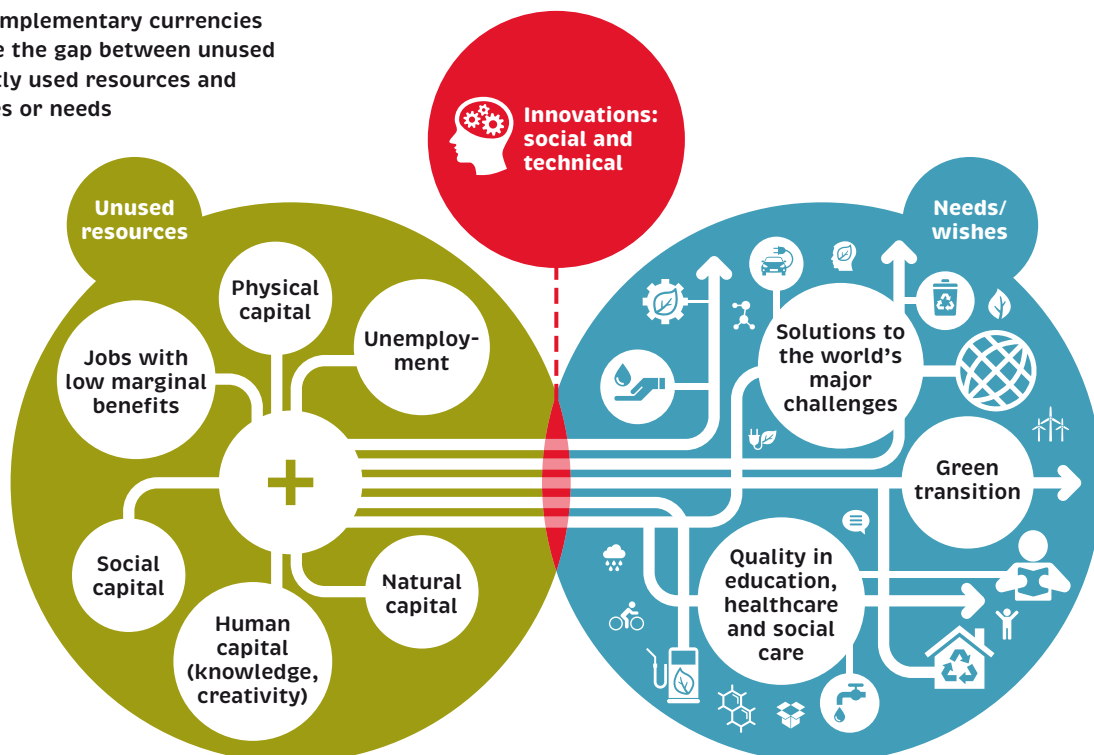 mplementary currencies
the gap between unused
tly used resources and
es or needs
Innovations:
social and
technical
Unused
resources
Needs/
wishes
Physical
capital
Unemploy-
ment
Jobs with
low marginal
benefits
Solutions to
the world's
major
challenges
+
Green
transition
Social
capital
Natural
capital
Human
capital
(knowledge,
creativity)
Quality in
education,
healthcare
and social
care